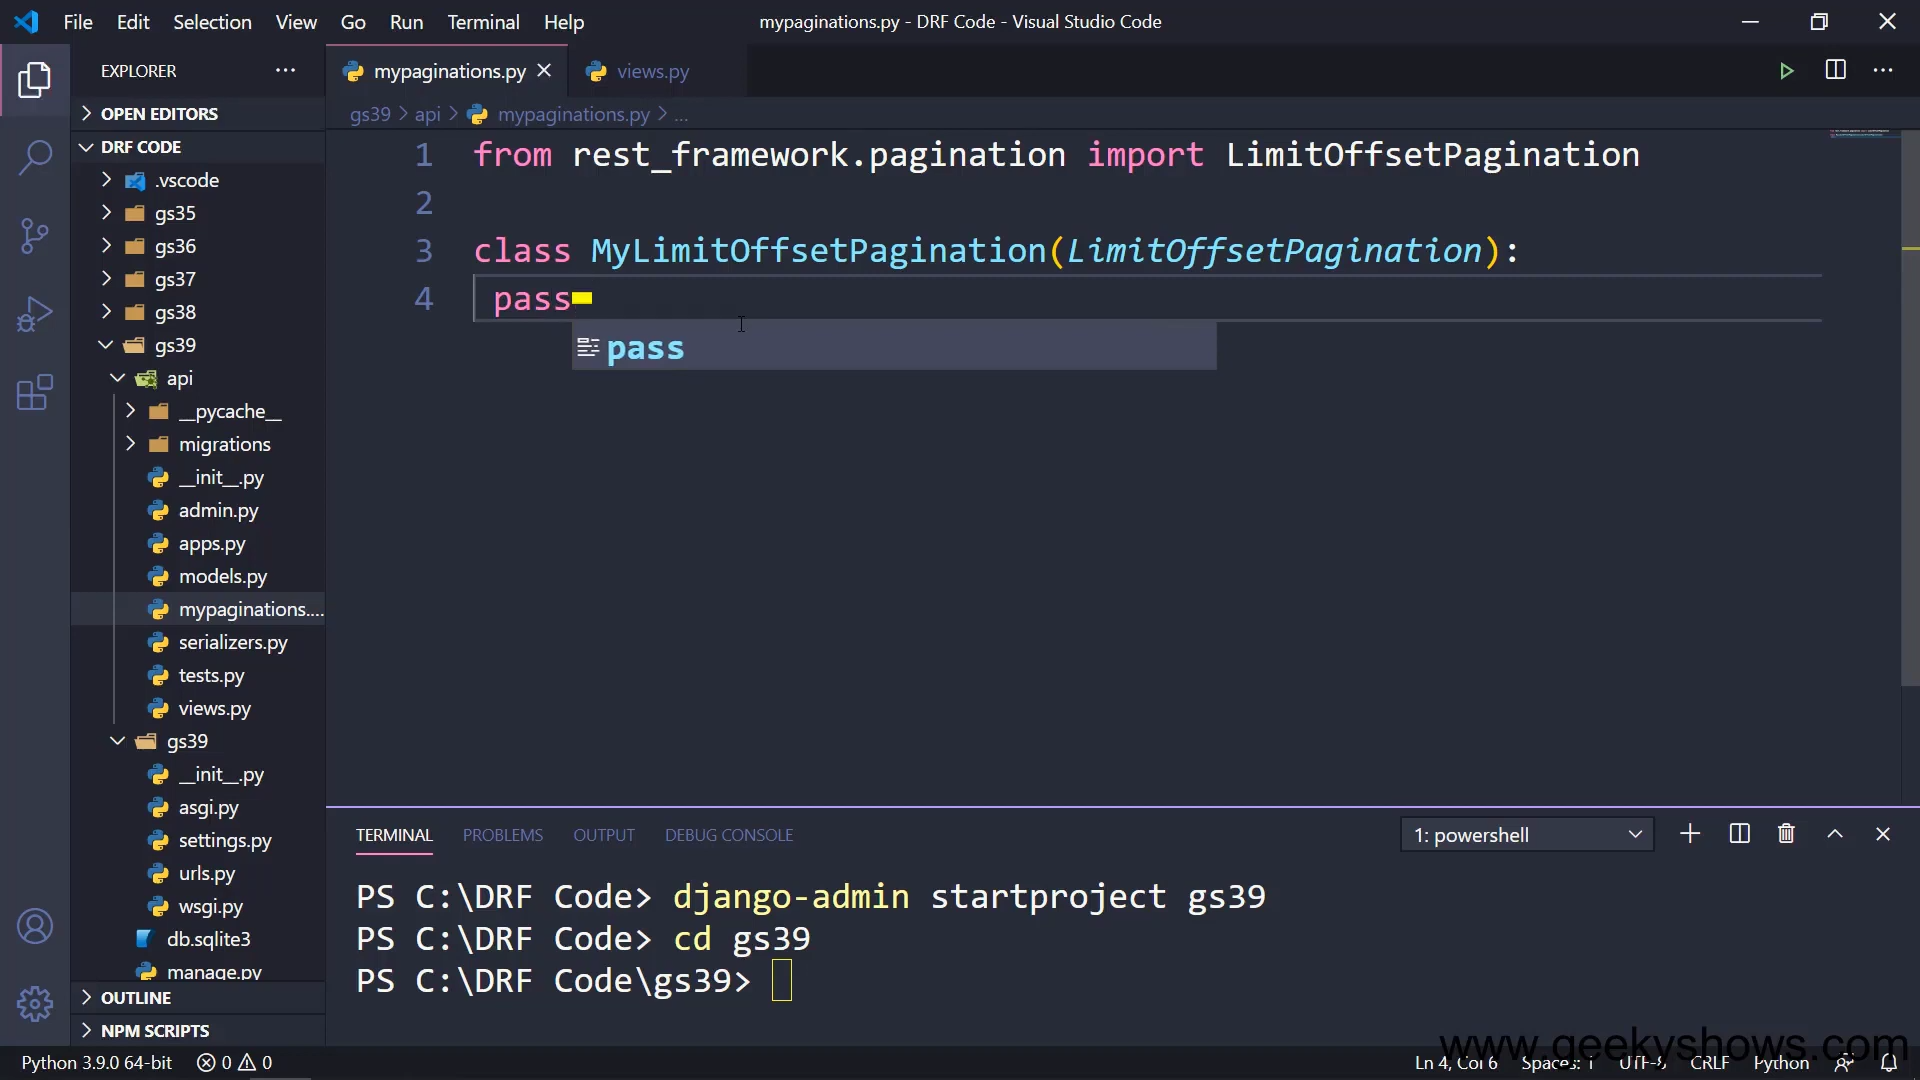 File Edit Selection View Go Run Terminal Help
mypaginations.py - DRF Code - Visual Studio Code
EXPLORER
OPEN EDITORS
DRF CODE
.vscode
gs35
gs36
gs37
gs38
gs39
api
__pycache__
migrations
__init__.py
admin.py
apps.py
models.py
mypaginations....
serializers.py
tests.py
views.py
gs39
__init__.py
asgi.py
settings.py
urls.py
wsgi.py
db.sqlite3
manage.py
OUTLINE
NPM SCRIPTS
mypaginations.py views.py
gs39 > api > mypaginations.py > ...
1 from rest_framework.pagination import LimitOffsetPagination
2
3 class MyLimitOffsetPagination(LimitOffsetPagination):
4 pass
pass
TERMINAL PROBLEMS OUTPUT DEBUG CONSOLE
1: powershell
PS C:\DRF Code> django-admin startproject gs39
PS C:\DRF Code> cd gs39
PS C:\DRF Code\gs39>
www.geekyshows.com
Python 3.9.0 64-bit 0 0
Ln 4, Col 6 Spaces: 1 UTF-8 CRLF Python